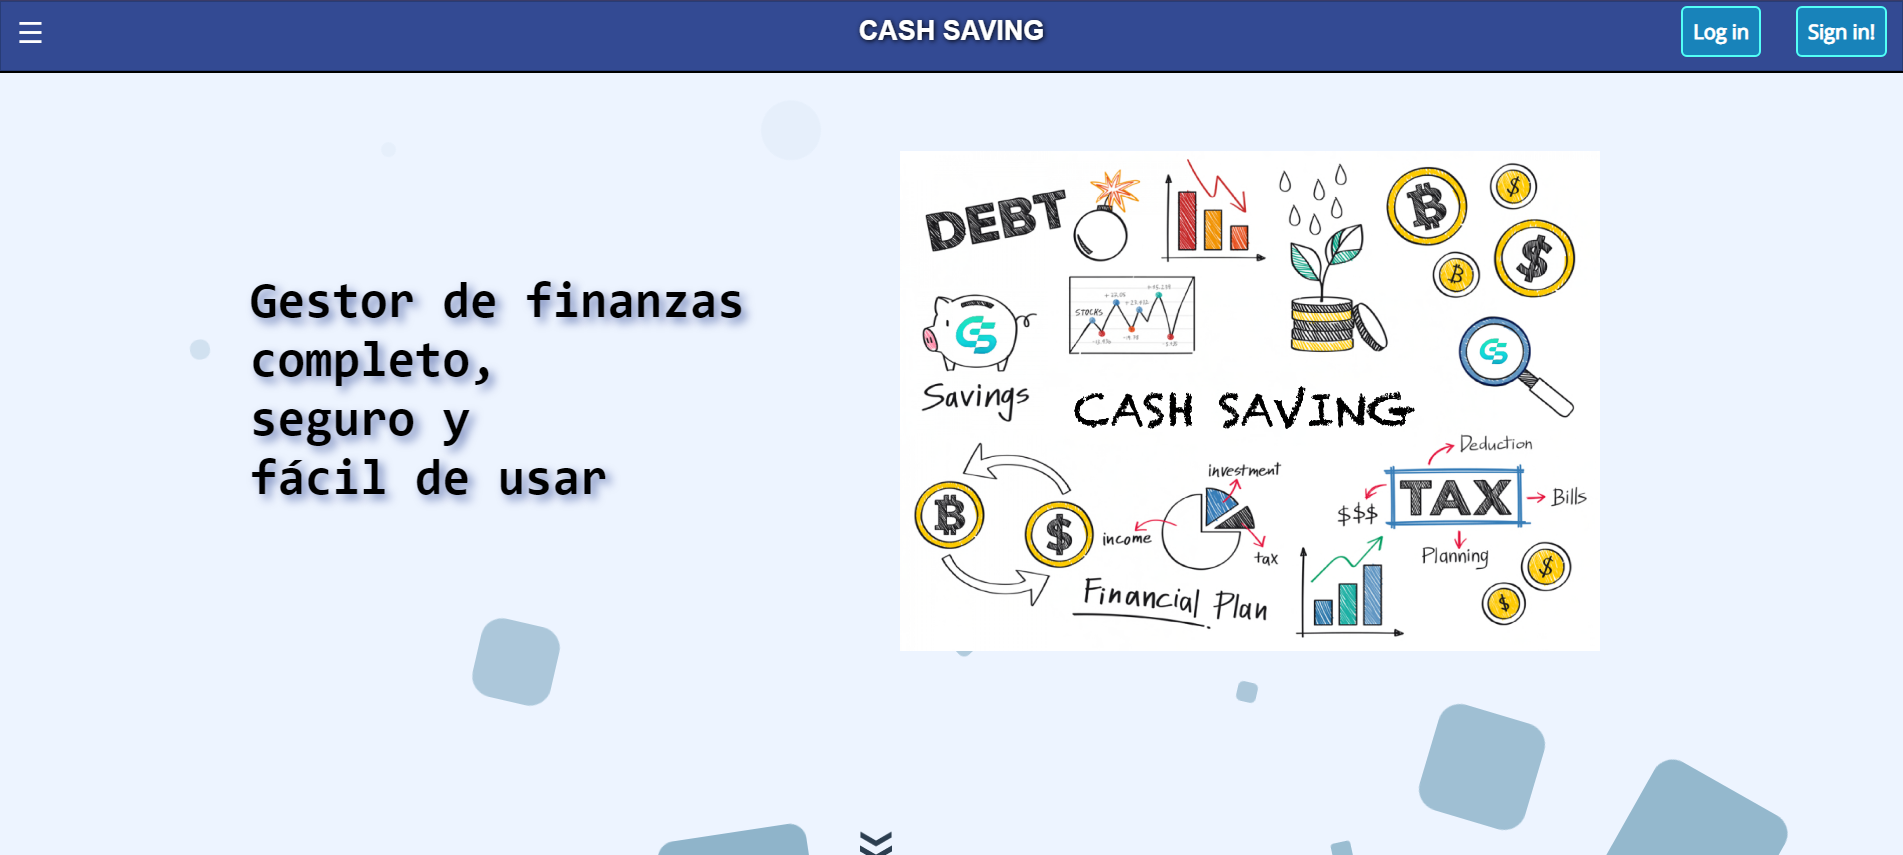 CASH SAVING
Log in
Sign in!
Gestor de finanzas
completo,
seguro y
fácil de usar
DEBT
STOCKS
Savings
CASH SAVING
Deduction
investment
TAX
Bills
$$$
income
tax
Planning
Financial Plan